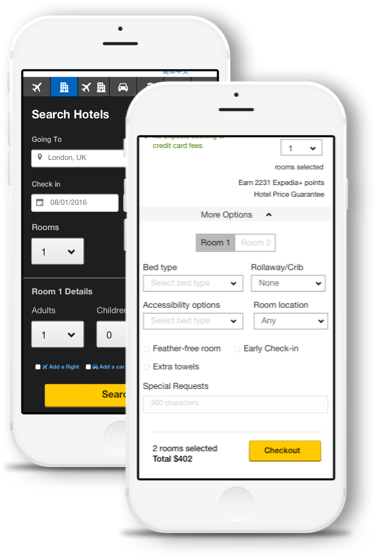 Search Hotels
Going To
London, UK
Check in
08/01/2016
Rooms
1
Room 1 Details
Adults
Children
1
0
Add a flight
Add a car
Search
credit card fees
1
rooms selected
Earn 2231 Expedia+ points
Hotel Price Guarantee
More Options
Room 1
Room 2
Bed type
Rollaway/Crib
Select bed type
None
Accessibility options
Room location
Select bed type
Any
Feather-free room
Early Check-in
Extra towels
Special Requests
500 characters
2 rooms selected
Total $402
Checkout